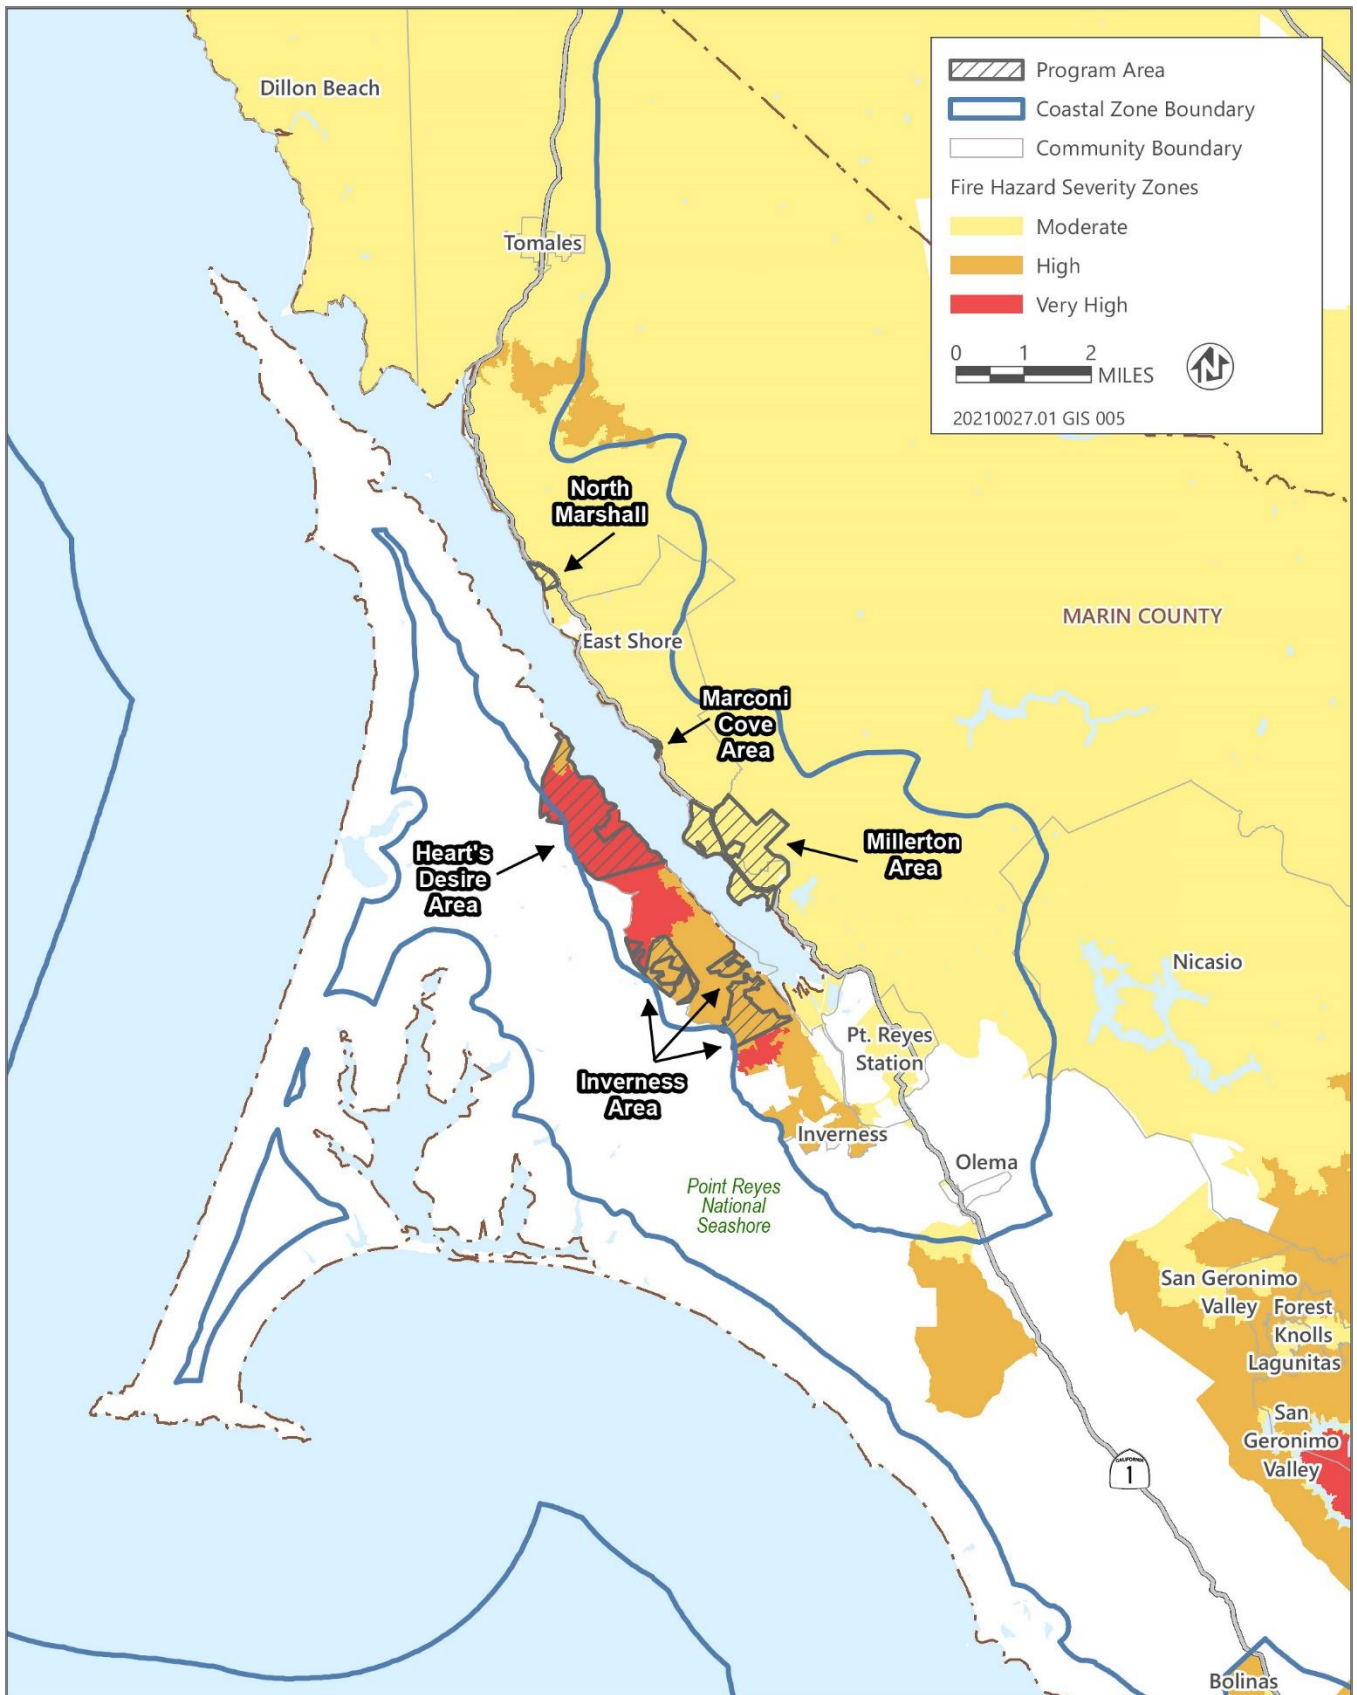 Program Area
Coastal Zone Boundary
Community Boundary
Fire Hazard Severity Zones
Moderate
High
Very High
0 1 2
MILES
N
20210027.01 GIS 005
Dillon Beach
Tomales
North
Marshall
MARIN COUNTY
East Shore
Marconi
Cove
Area
Millerton
Area
Heart's
Desire
Area
Nicasio
Pt. Reyes
Station
Inverness
Area
Inverness
Olema
Point Reyes
National
Seashore
San Geronimo
Valley
Forest
Knolls
Lagunitas
San
Geronimo
Valley
CALIFORNIA
1
Bolinas